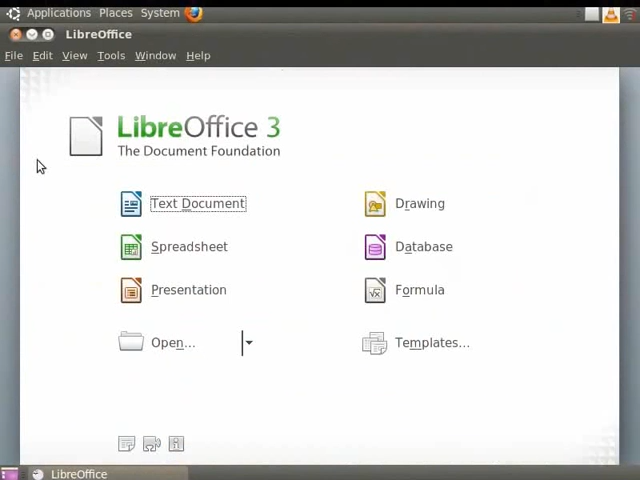 Applications Places System
LibreOffice
File Edit View Tools Window Help
LibreOffice 3
The Document Foundation
Text Document
Drawing
Spreadsheet
Database
Presentation
Formula
Open...
Templates...
LibreOffice